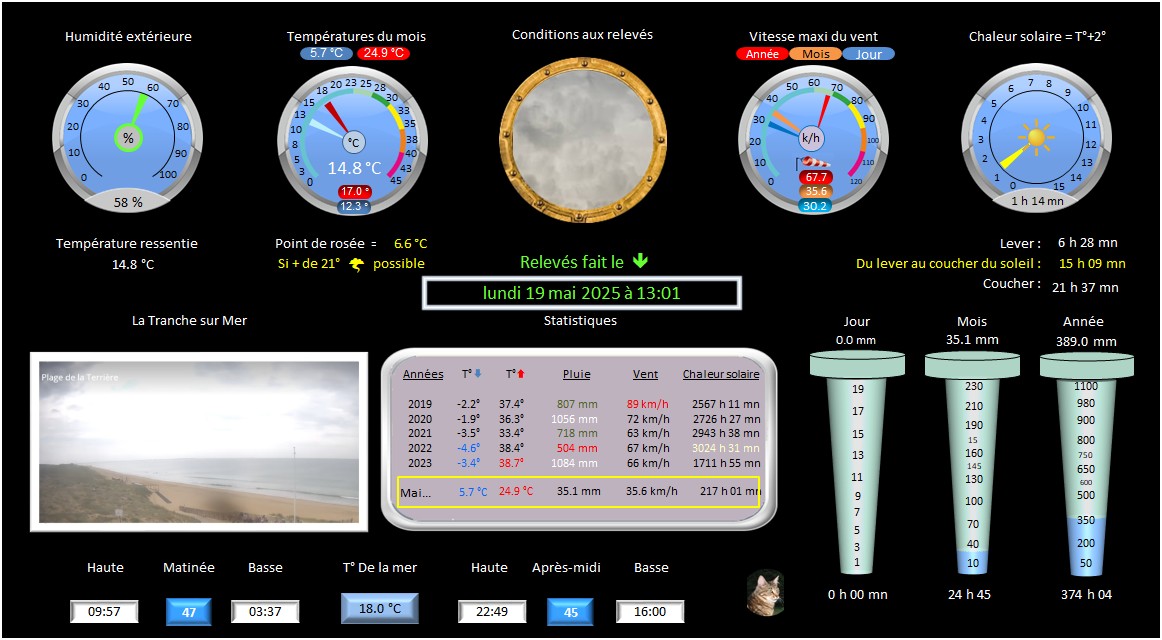 Humidité extérieure
0 10 20 30 40 50 60 70 80 90 100
%
58 %
Températures du mois
5.7 °C 24.9 °C
0 3 5 8 10 13 15 18 20 23 25 28 30 33 35 38 40 43 45
°C
14.8 °C
17.0 °
12.3 °
Conditions aux relevés
Vitesse maxi du vent
Année Mois Jour
0 10 20 30 40 50 60 70 80 90 100 110 120
k/h
67.7
35.6
30.2
Chaleur solaire = T°+2°
0 1 2 3 4 5 6 7 8 9 10 11 12 13 14 15
1 h 14 mn
Température ressentie
14.8 °C
Point de rosée = 6.6 °C
Si + de 21° possible
Relevés fait le
lundi 19 mai 2025 à 13:01
Lever : 6 h 28 mn
Du lever au coucher du soleil : 15 h 09 mn
Coucher : 21 h 37 mn
La Tranche sur Mer
Plage de la Terrière
Statistiques
Années T° T° Pluie Vent Chaleur solaire
2019 -2.2° 37.4° 807 mm 89 km/h 2567 h 11 mn
2020 -1.9° 36.3° 1056 mm 72 km/h 2726 h 27 mn
2021 -3.5° 33.4° 718 mm 63 km/h 2943 h 38 mn
2022 -4.6° 38.4° 504 mm 67 km/h 3024 h 31 mn
2023 -3.4° 38.7° 1084 mm 66 km/h 1711 h 55 mn
Mai... 5.7 °C 24.9 °C 35.1 mm 35.6 km/h 217 h 01 mn
Jour
0.0 mm
19
17
15
13
11
9
7
5
3
1
0 h 00 mn
Mois
35.1 mm
230
210
190
15
160
145
130
100
70
40
10
24 h 45
Année
389.0 mm
1100
980
900
800
750
650
600
500
350
200
50
374 h 04
Haute Matinée Basse
09:57 47 03:37
T° De la mer
18.0 °C
Haute Après-midi Basse
22:49 45 16:00